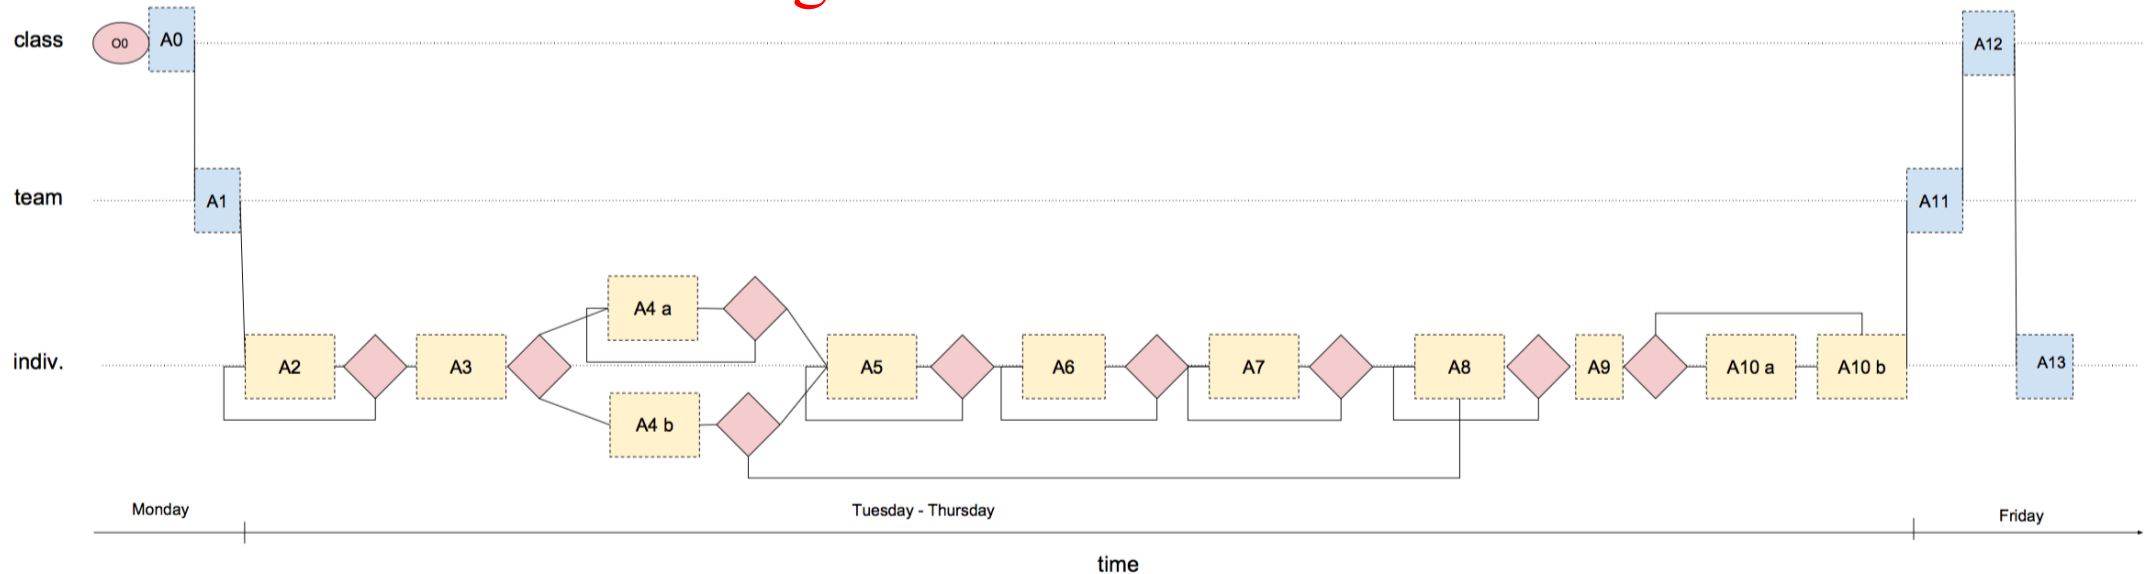 class
O0
A0
A12
team
A1
A11
A4 a
indiv.
A2
A3
A5
A6
A7
A8
A9
A10 a
A10 b
A13
A4 b
Monday
Tuesday - Thursday
Friday
time